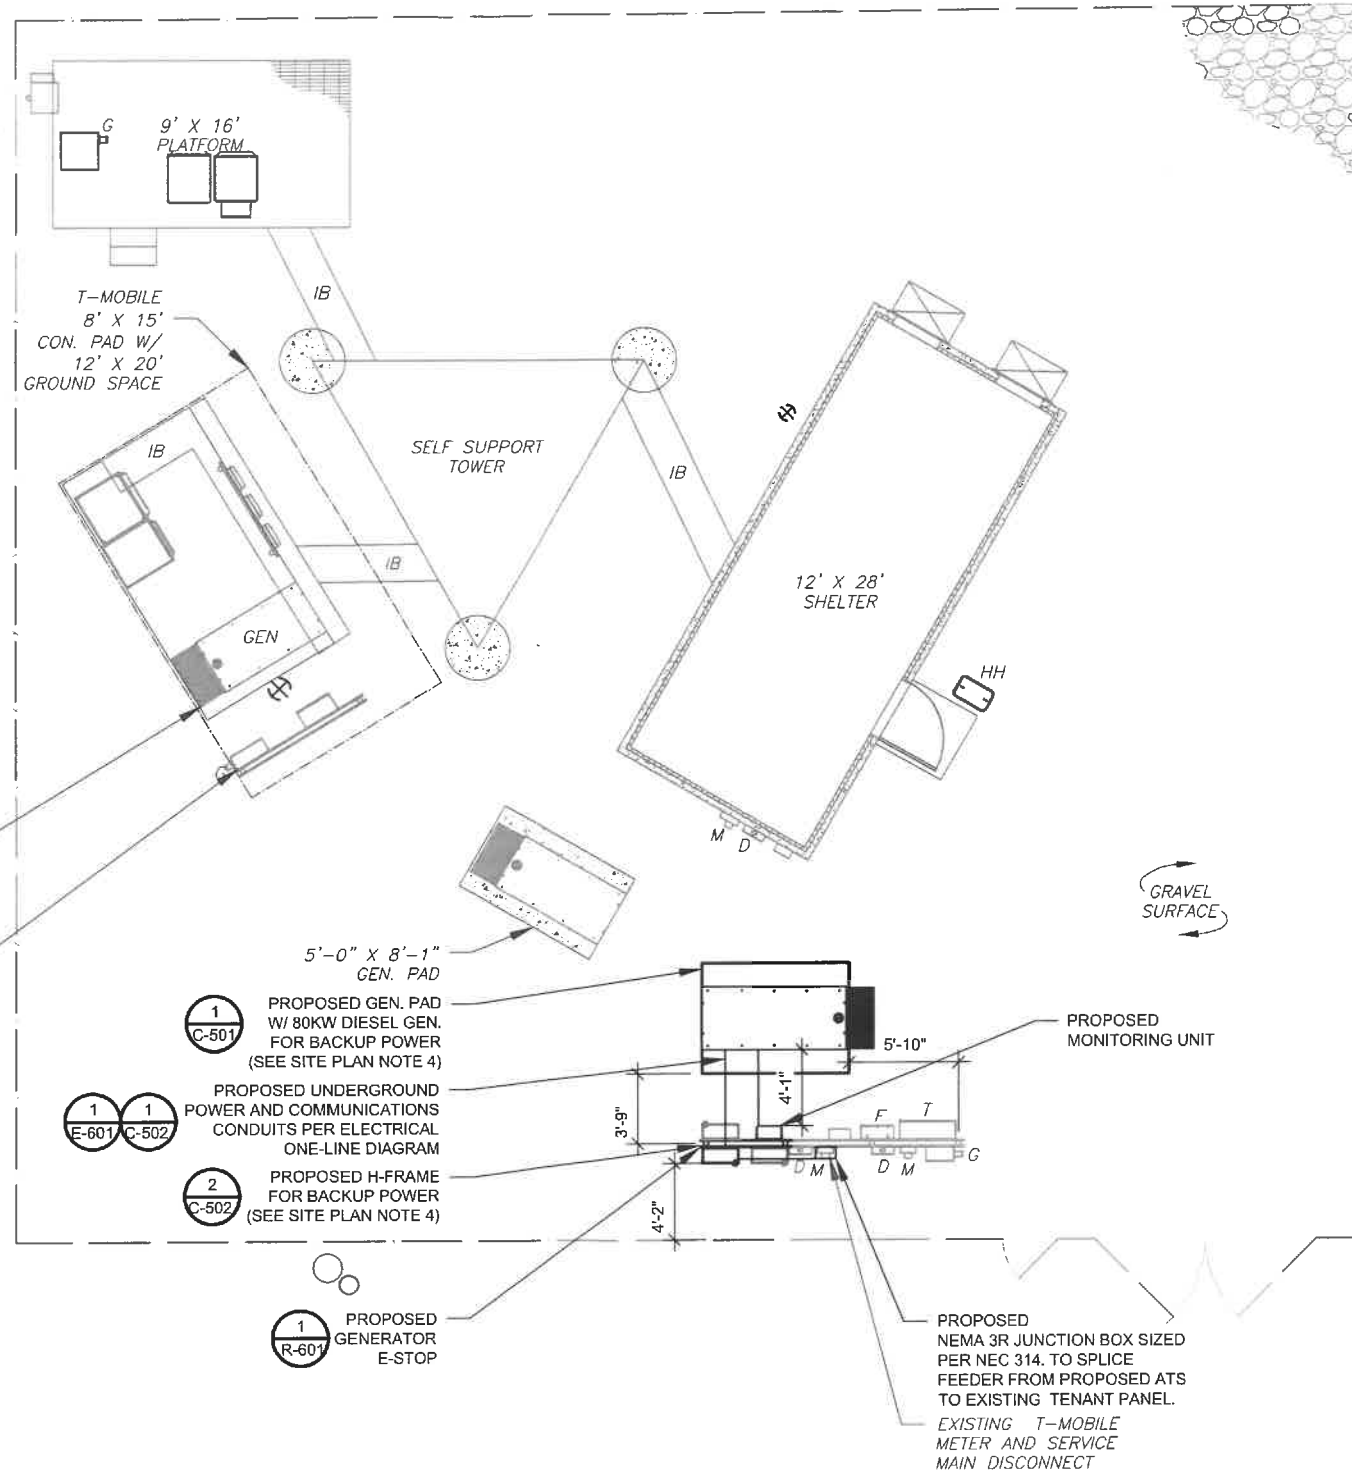 G
9' X 16'
PLATFORM
IB
T-MOBILE
8' X 15'
CON. PAD W/
12' X 20'
GROUND SPACE
IB
SELF SUPPORT
TOWER
IB
IB
12' X 28'
SHELTER
GEN
HH
M
D
GRAVEL
SURFACE
5'-0" X 8'-1"
GEN. PAD
1
C-501
PROPOSED GEN. PAD
W/ 80KW DIESEL GEN.
FOR BACKUP POWER
(SEE SITE PLAN NOTE 4)
PROPOSED
MONITORING UNIT
5'-10"
4'-1"
3'-9"
1
E-601
1
C-502
PROPOSED UNDERGROUND
POWER AND COMMUNICATIONS
CONDUITS PER ELECTRICAL
ONE-LINE DIAGRAM
F
T
D
M
D
M
G
2
C-502
PROPOSED H-FRAME
FOR BACKUP POWER
(SEE SITE PLAN NOTE 4)
4'-2"
1
R-601
PROPOSED
GENERATOR
E-STOP
PROPOSED
NEMA 3R JUNCTION BOX SIZED
PER NEC 314. TO SPLICE
FEEDER FROM PROPOSED ATS
TO EXISTING TENANT PANEL.
EXISTING T-MOBILE
METER AND SERVICE
MAIN DISCONNECT